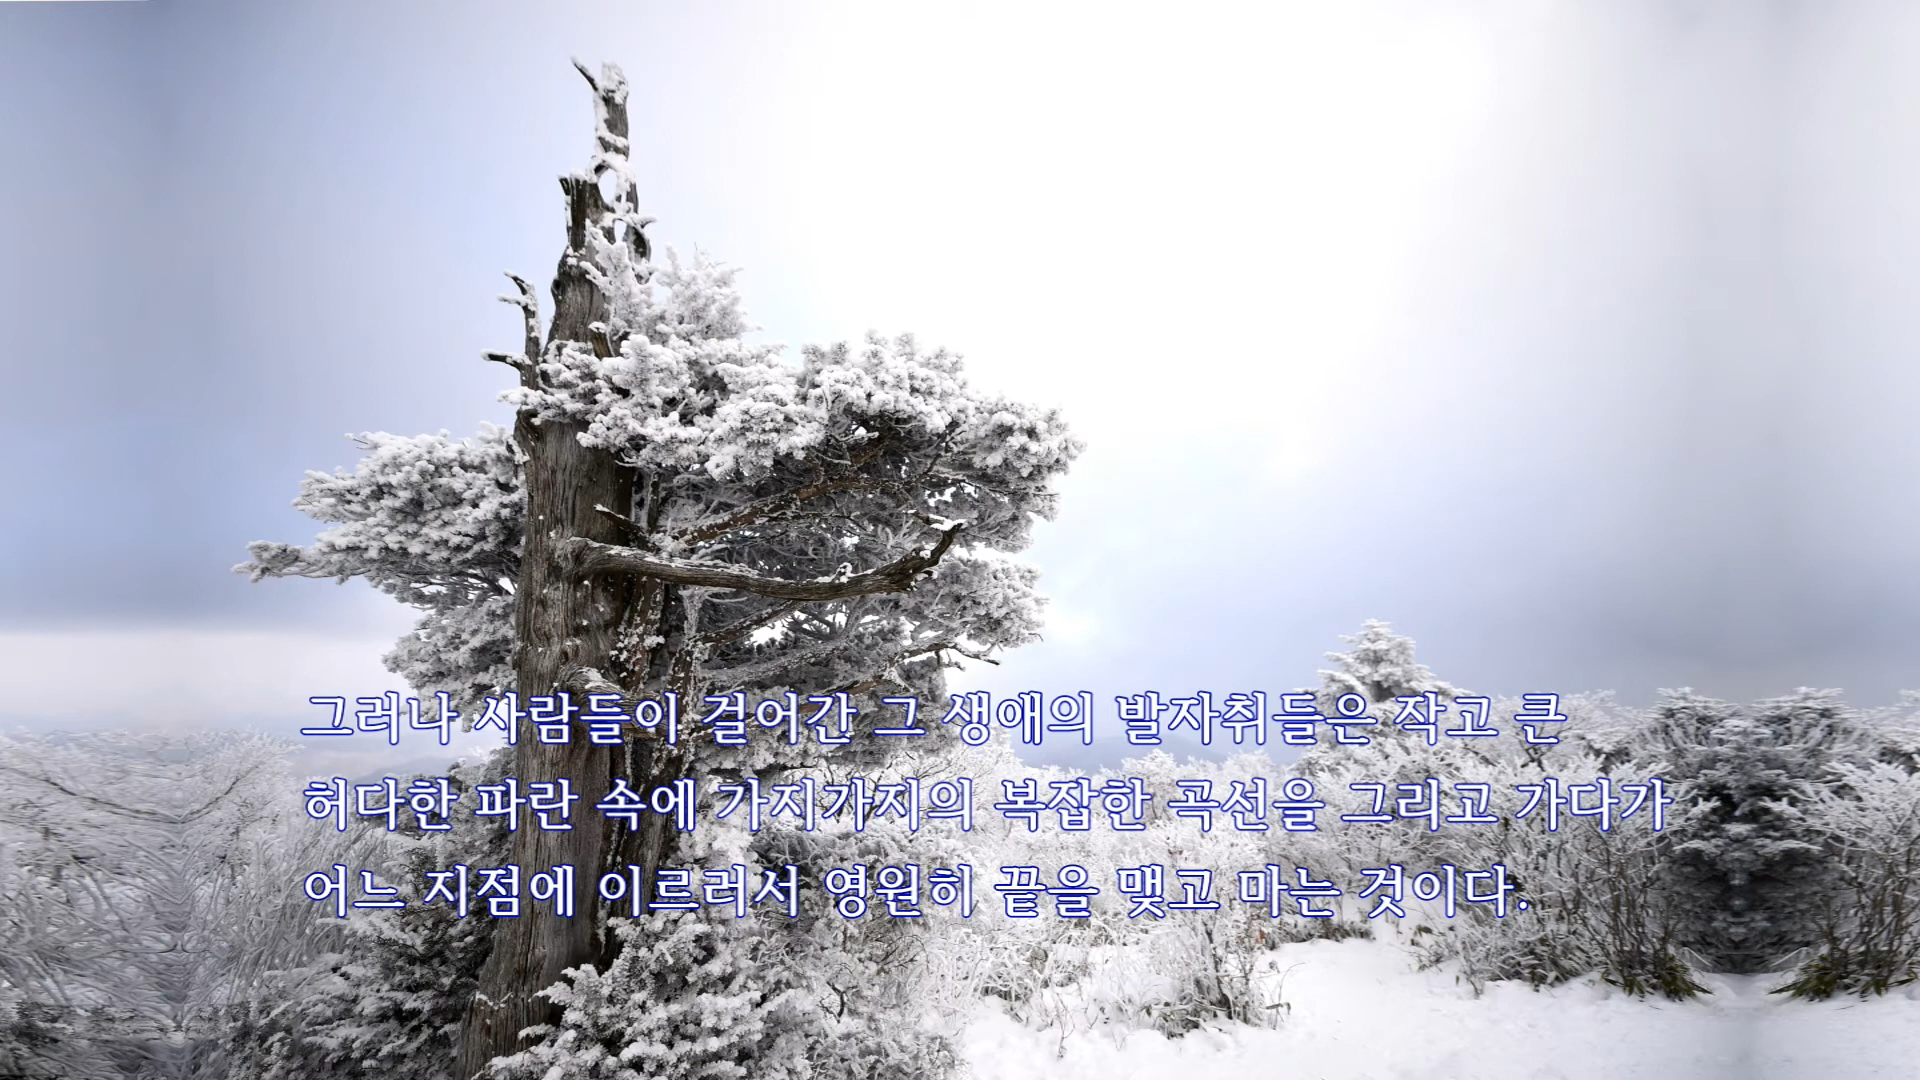 그러나 사람들이 걸어간 그 생애의 발자취들은 작고 큰
허다한 파란 속에 가지가지의 복잡한 곡선을 그리고 가다가
어느 지점에 이르러서 영원히 끝을 맺고 마는 것이다.